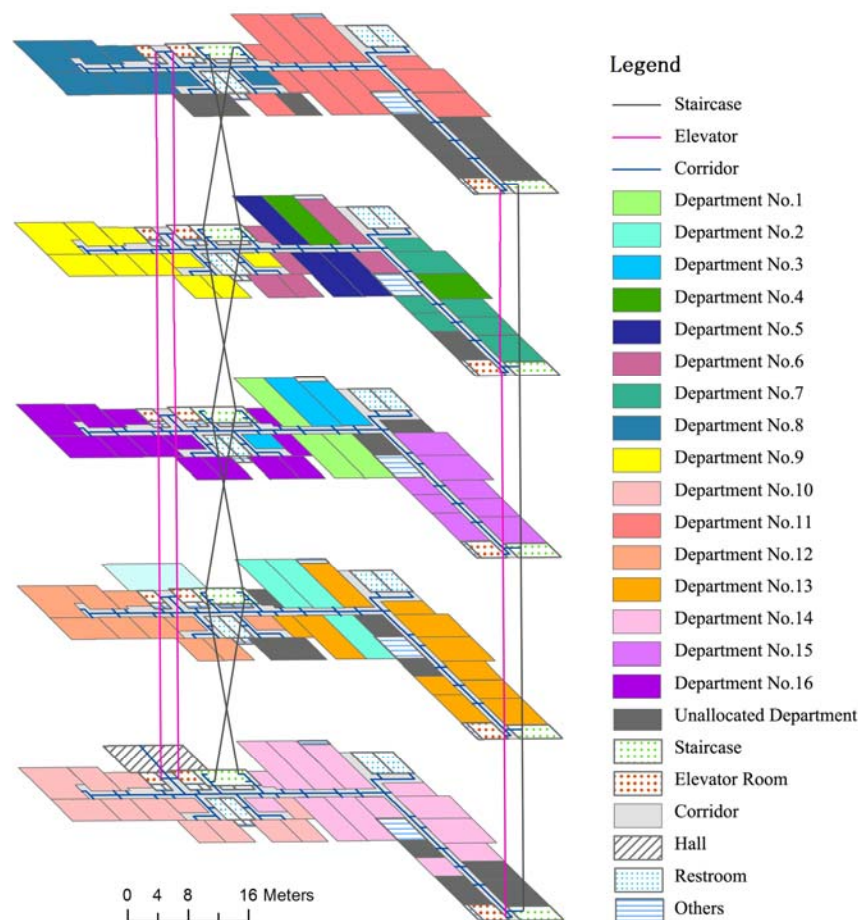 Legend
Staircase
Elevator
Corridor
Department No.1
Department No.2
Department No.3
Department No.4
Department No.5
Department No.6
Department No.7
Department No.8
Department No.9
Department No.10
Department No.11
Department No.12
Department No.13
Department No.14
Department No.15
Department No.16
Unallocated Department
Staircase
Elevator Room
Corridor
Hall
Restroom
Others
0 4 8 16 Meters